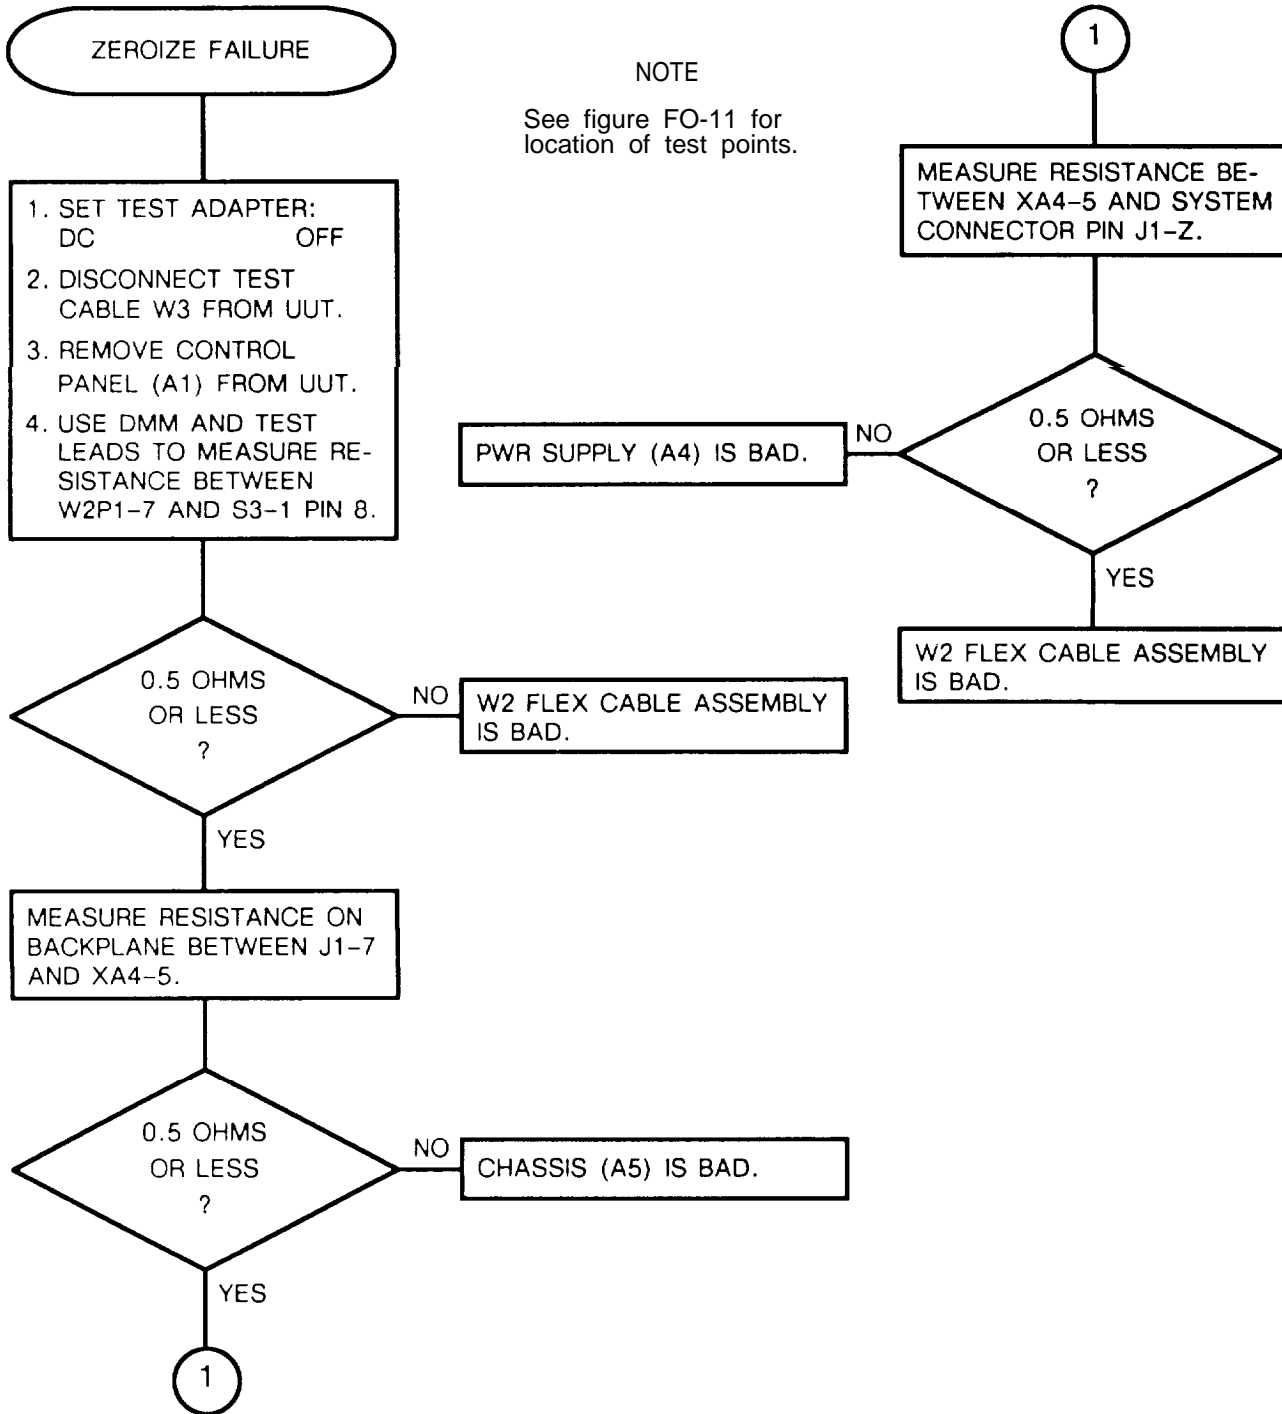 ZEROIZE FAILURE
NOTE
See figure FO-11 for
location of test points.
1. SET TEST ADAPTER:
DC OFF
2. DISCONNECT TEST
CABLE W3 FROM UUT.
3. REMOVE CONTROL
PANEL (A1) FROM UUT.
4. USE DMM AND TEST
LEADS TO MEASURE RE-
SISTANCE BETWEEN
W2P1-7 AND S3-1 PIN 8.
0.5 OHMS
OR LESS
?
NO
W2 FLEX CABLE ASSEMBLY
IS BAD.
YES
MEASURE RESISTANCE ON
BACKPLANE BETWEEN J1-7
AND XA4-5.
0.5 OHMS
OR LESS
?
NO
CHASSIS (A5) IS BAD.
YES
1
1
MEASURE RESISTANCE BE-
TWEEN XA4-5 AND SYSTEM
CONNECTOR PIN J1-Z.
0.5 OHMS
OR LESS
?
NO
PWR SUPPLY (A4) IS BAD.
YES
W2 FLEX CABLE ASSEMBLY
IS BAD.